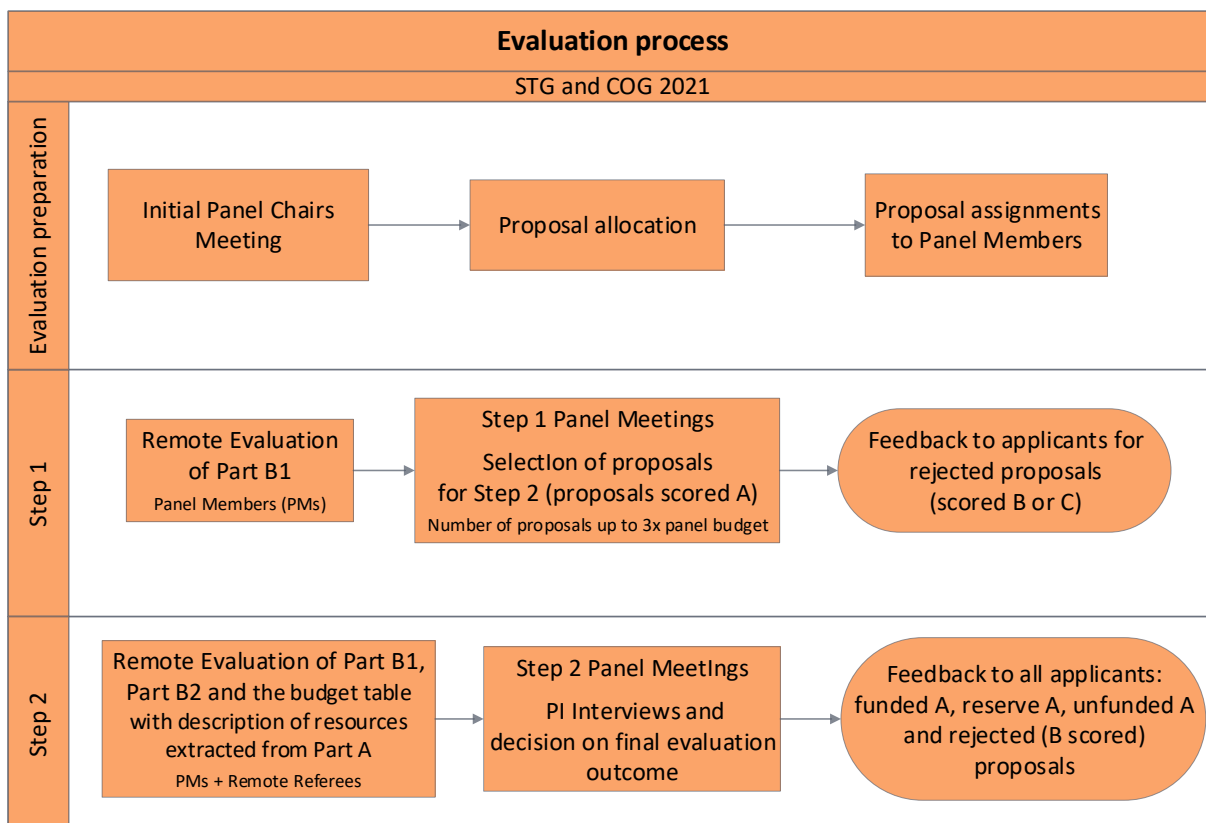 Evaluation process
STG and COG 2021
Evaluation preparation
Initial Panel Chairs
Meeting
Proposal allocation
Proposal assignments
to Panel Members
Step 1
Remote Evaluation
of Part B1
Panel Members (PMs)
Step 1 Panel Meetings
SelectIon of proposals
for Step 2 (proposals scored A)
Number of proposals up to 3x panel budget
Feedback to applicants for
rejected proposals
(scored B or C)
Step 2
Remote Evaluation of Part B1,
Part B2 and the budget table
with description of resources
extracted from Part A
PMs + Remote Referees
Step 2 Panel MeetIngs
PI Interviews and
decision on final evaluation
outcome
Feedback to all applicants:
funded A, reserve A, unfunded A
and rejected (B scored)
proposals